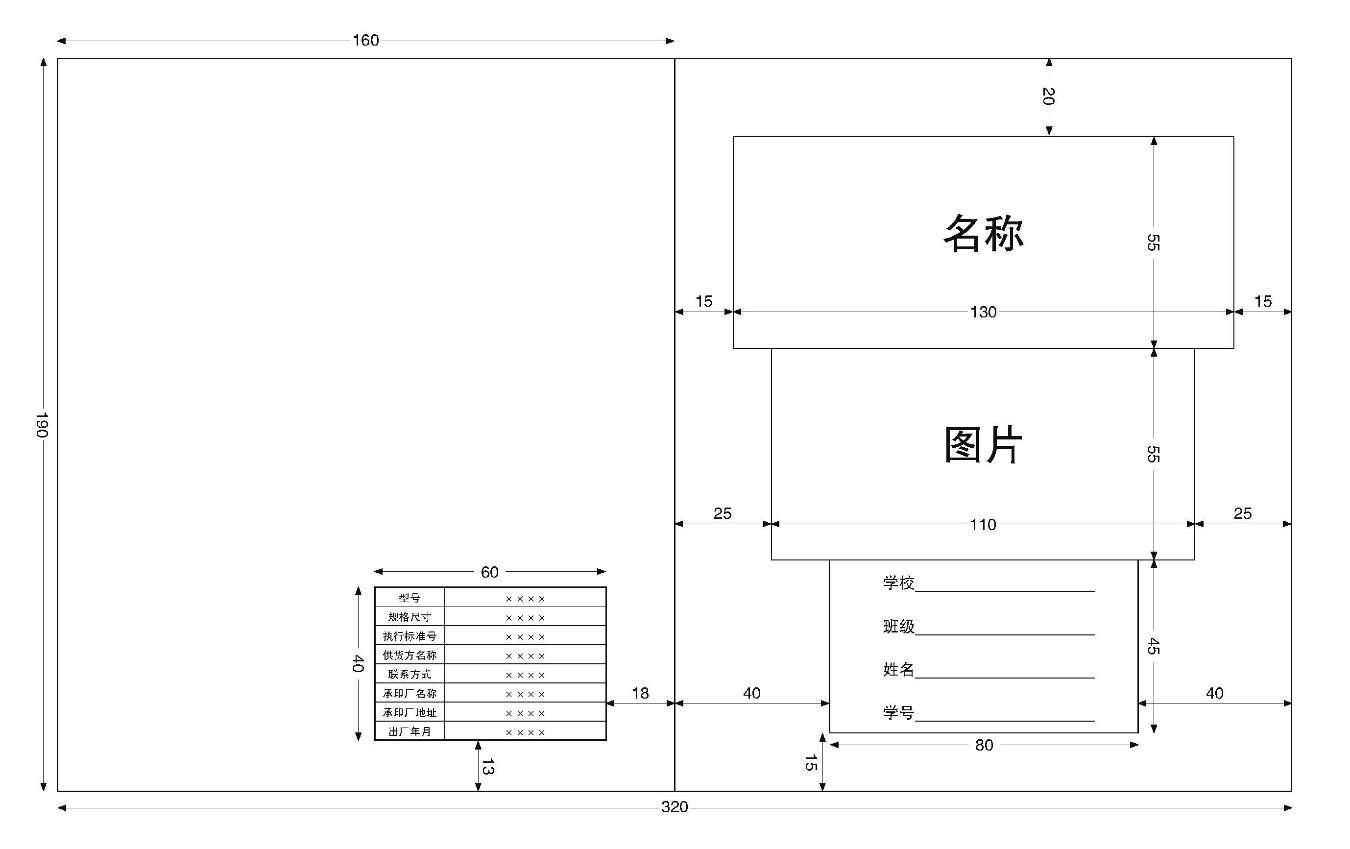 160
20
名称
55
15
130
15
190
图片
55
25
110
25
60
型号 ××××
规格尺寸 ××××
执行标准号 ××××
供货方名称 ××××
联系方式 ××××
承印厂名称 ××××
承印厂地址 ××××
出厂年月 ××××
40
18
13
学校
班级
姓名
学号
45
40
40
80
15
320